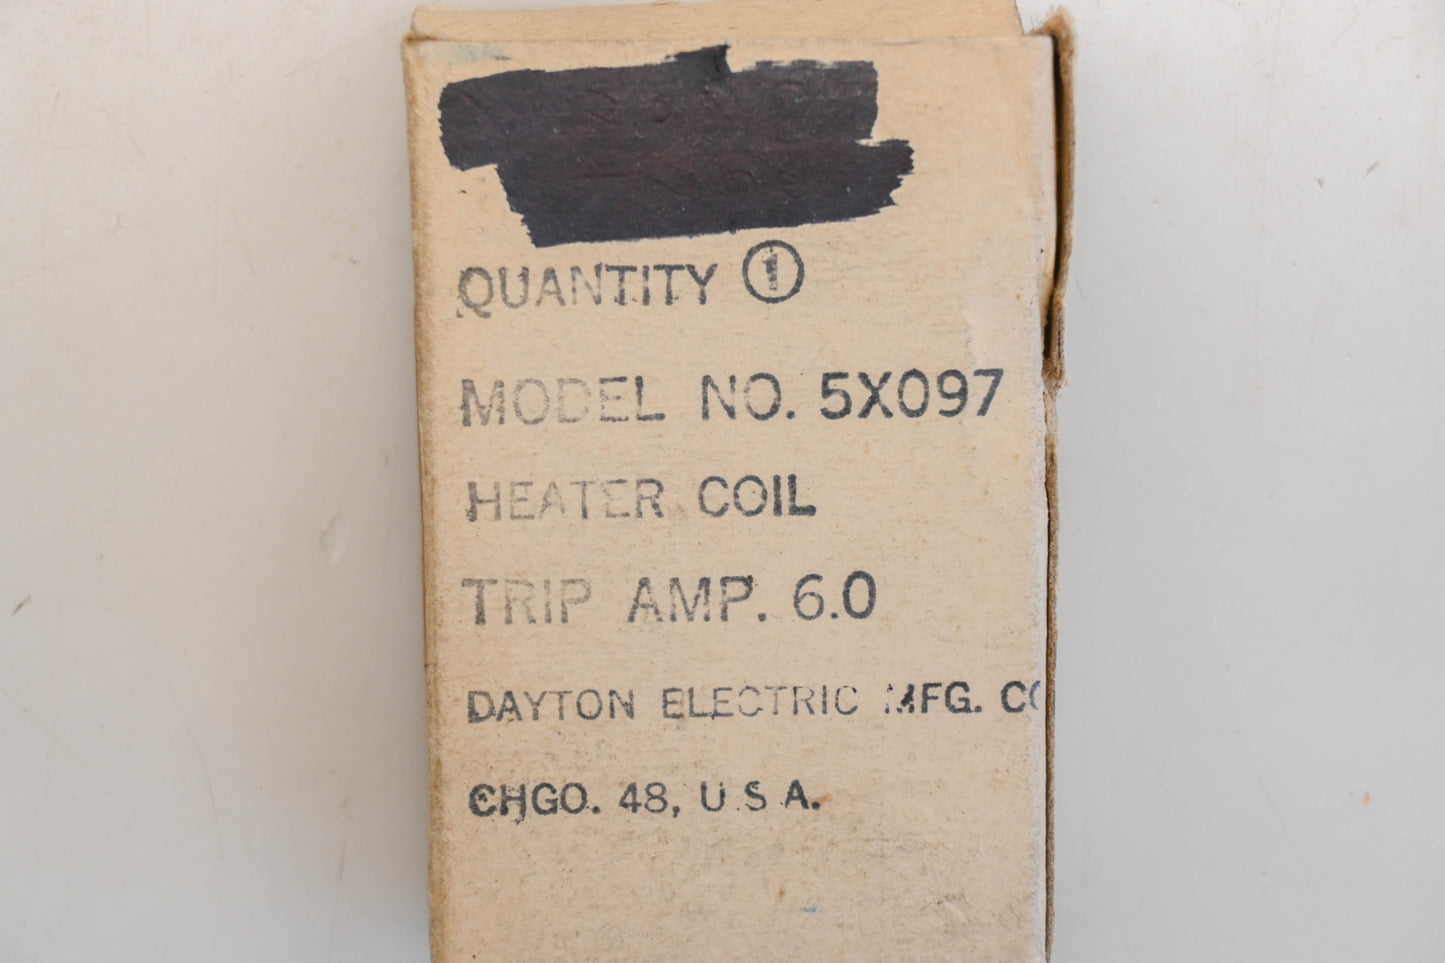 QUANTITY 1
MODEL NO. 5X097
HEATER COIL
TRIP AMP. 6.0
DAYTON ELECTRIC MFG. CO
CHGO. 48, U.S.A.